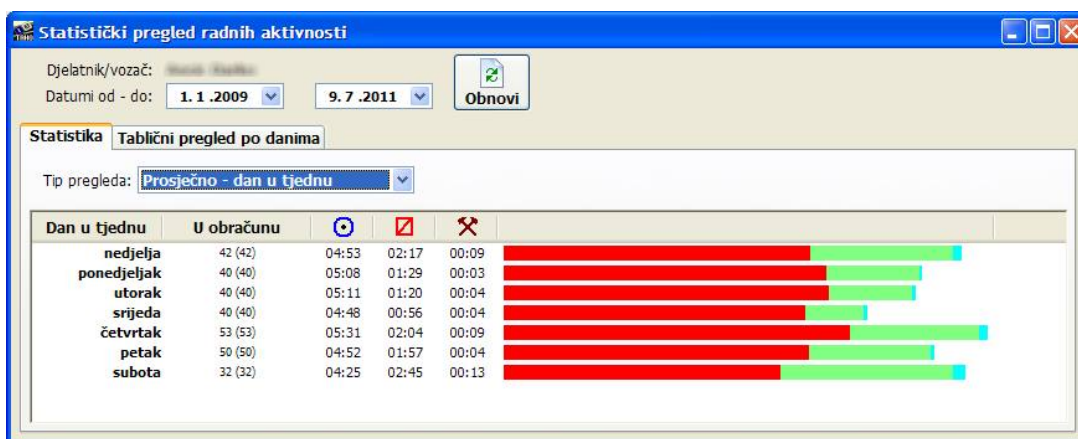 Statistički pregled radnih aktivnosti
Djelatnik/vozač:
Datumi od - do: 1. 1 .2009 9. 7 .2011 Obnovi
Statistika Tablični pregled po danima
Tip pregleda: Prosječno - dan u tjednu
Dan u tjednu U obračunu
nedjelja 42 (42) 04:53 02:17 00:09
ponedjeljak 40 (40) 05:08 01:29 00:03
utorak 40 (40) 05:11 01:20 00:04
srijeda 40 (40) 04:48 00:56 00:04
četvrtak 53 (53) 05:31 02:04 00:09
petak 50 (50) 04:52 01:57 00:04
subota 32 (32) 04:25 02:45 00:13